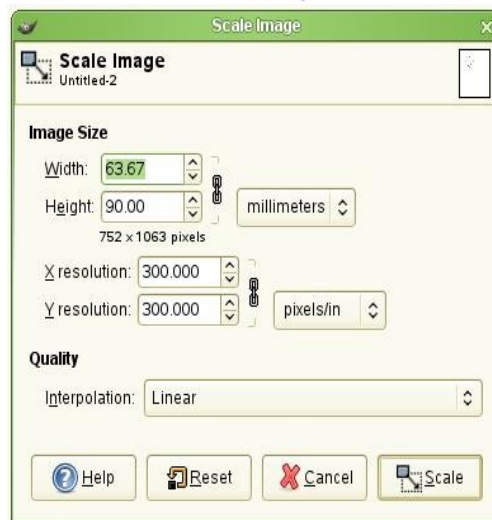 Scale Image
Scale Image
Untitled-2
Image Size
Width: 63.67
Height: 90.00 millimeters
752 x 1063 pixels
X resolution: 300.000
Y resolution: 300.000 pixels/in
Quality
Interpolation: Linear
Help Reset Cancel Scale